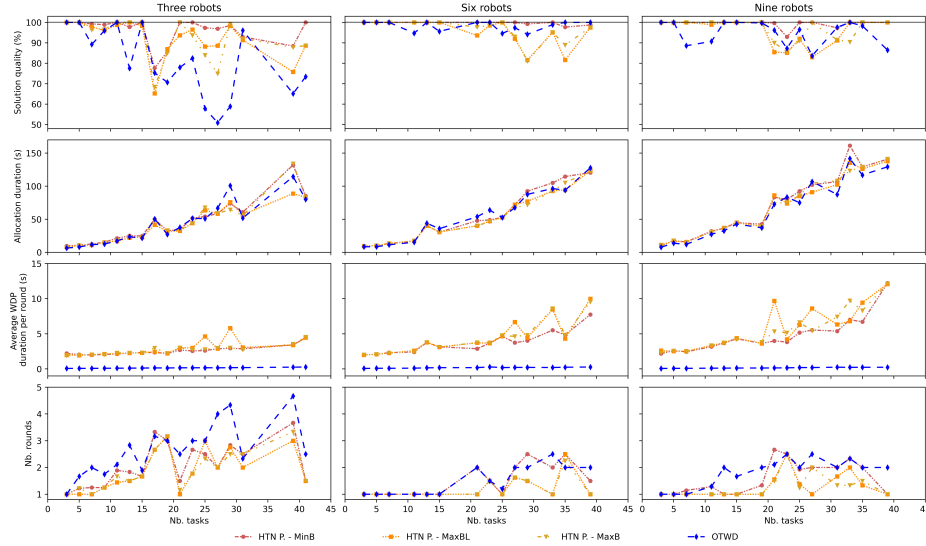 Three robots
Six robots
Nine robots
Solution quality (%)
100
90
80
70
60
50
Allocation duration (s)
150
100
50
0
Average WDP
duration per round (s)
15
10
5
0
Nb. rounds
5
4
3
2
1
0 5 10 15 20 25 30 35 40 45
0 5 10 15 20 25 30 35 40 45
0 5 10 15 20 25 30 35 40 4
Nb. tasks
Nb. tasks
Nb. tasks
HTN P. - MinB
HTN P. - MaxBL
HTN P. - MaxB
OTWD